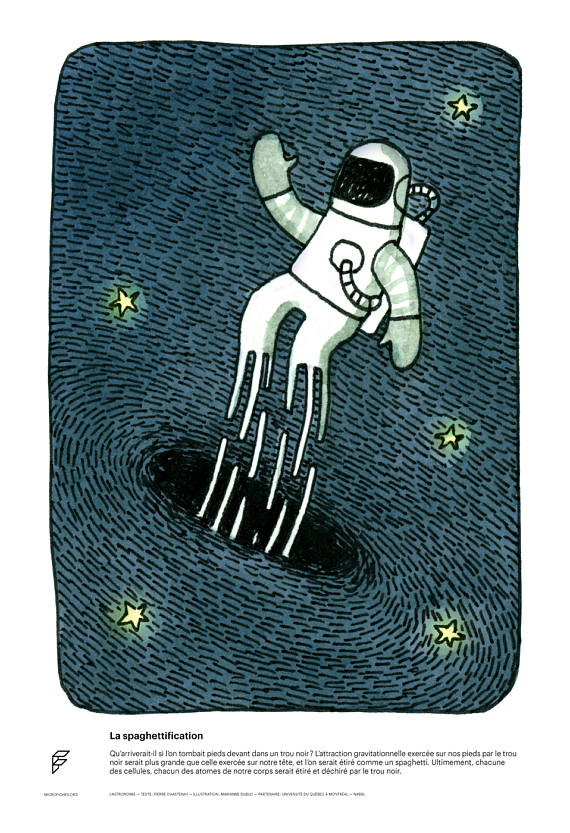 La spaghettification
Qu'arriverait-il si l'on tombait pieds devant dans un trou noir? L'attraction gravitationnelle exercée sur nos pieds par le trou
noir serait plus grande que celle exercée sur notre tête, et l'on serait étiré comme un spaghetti. Ultimement, chacune
des cellules, chacun des atomes de notre corps serait étiré et déchiré par le trou noir.
MICROFICHES.ORG
L'ASTRONOMIE — TEXTE: PIERRE CHASTENAY — ILLUSTRATION: MARIANNE DUBUC — PARTENAIRE: UNIVERSITÉ DU QUÉBEC À MONTRÉAL —